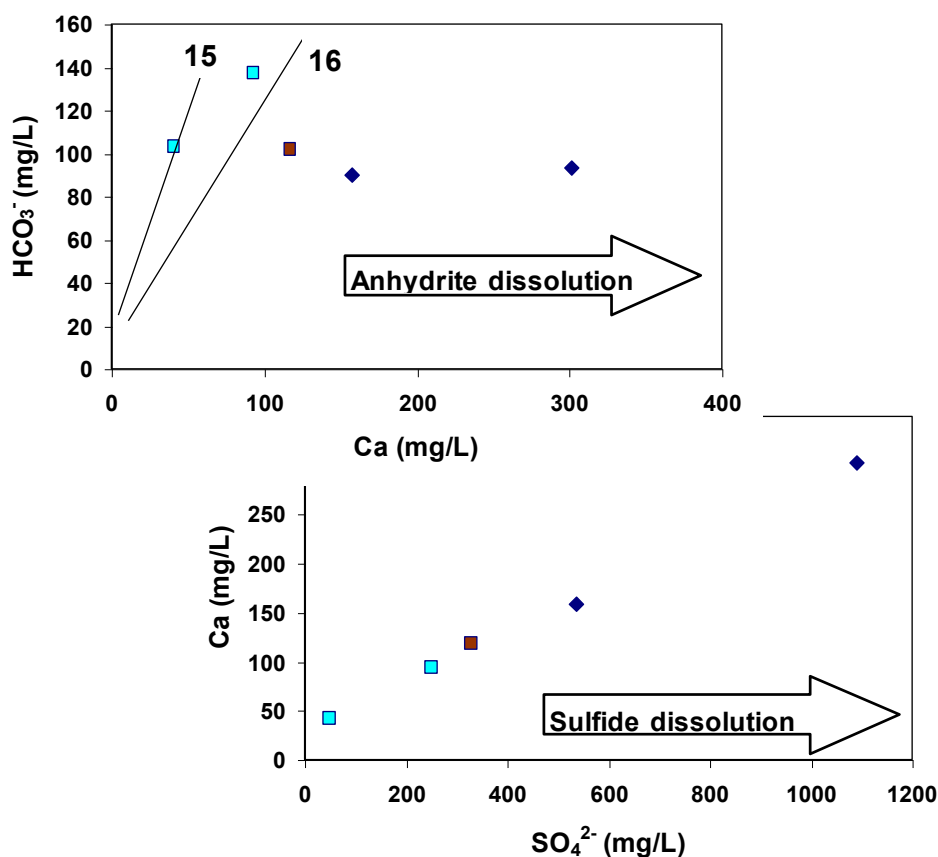 160
140
120
100
80
60
40
20
0
HCO₃⁻ (mg/L)
15
16
Anhydrite dissolution
0 100 200 300 400
Ca (mg/L)
250
200
150
100
50
0
Ca (mg/L)
Sulfide dissolution
0 200 400 600 800 1000 1200
SO₄²⁻ (mg/L)